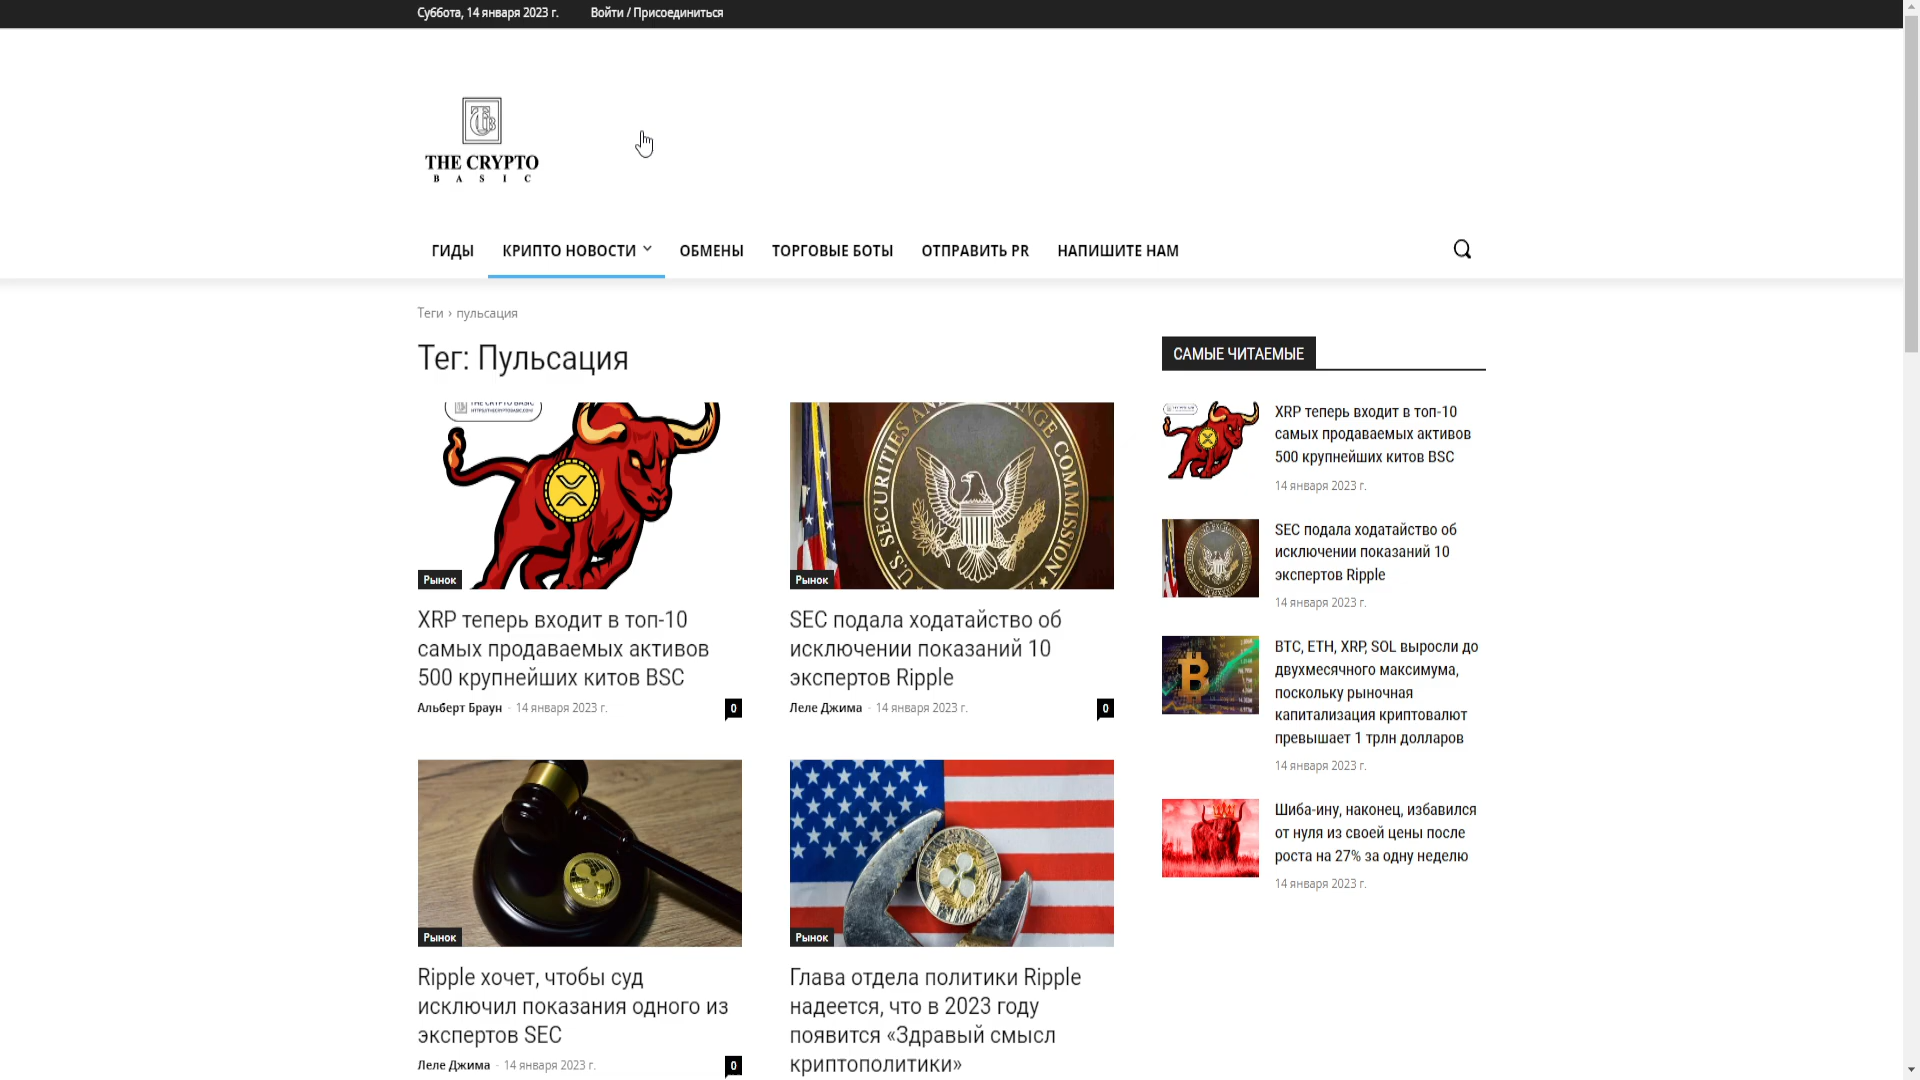 Суббота, 14 января 2023 г.
Войти / Присоединиться
THE CRYPTO
BASIC
ГИДЫ
КРИПТО НОВОСТИ
ОБМЕНЫ
ТОРГОВЫЕ БОТЫ
ОТПРАВИТЬ PR
НАПИШИТЕ НАМ
Теги › пульсация
Тег: Пульсация
THE CRYPTO BASIC
Рынок
XRP теперь входит в топ-10
самых продаваемых активов
500 крупнейших китов BSC
Альберт Браун - 14 января 2023 г.
0
U.S. SECURITIES AND EXCHANGE COMMISSION
Рынок
SEC подала ходатайство об
исключении показаний 10
экспертов Ripple
Леле Джима - 14 января 2023 г.
0
Рынок
Ripple хочет, чтобы суд
исключил показания одного из
экспертов SEC
Леле Джима - 14 января 2023 г.
0
Рынок
Глава отдела политики Ripple
надеется, что в 2023 году
появится «Здравый смысл
криптополитики»
САМЫЕ ЧИТАЕМЫЕ
XRP теперь входит в топ-10
самых продаваемых активов
500 крупнейших китов BSC
14 января 2023 г.
SEC подала ходатайство об
исключении показаний 10
экспертов Ripple
14 января 2023 г.
BTC, ETH, XRP, SOL выросли до
двухмесячного максимума,
поскольку рыночная
капитализация криптовалют
превышает 1 трлн долларов
14 января 2023 г.
Шиба-ину, наконец, избавился
от нуля из своей цены после
роста на 27% за одну неделю
14 января 2023 г.